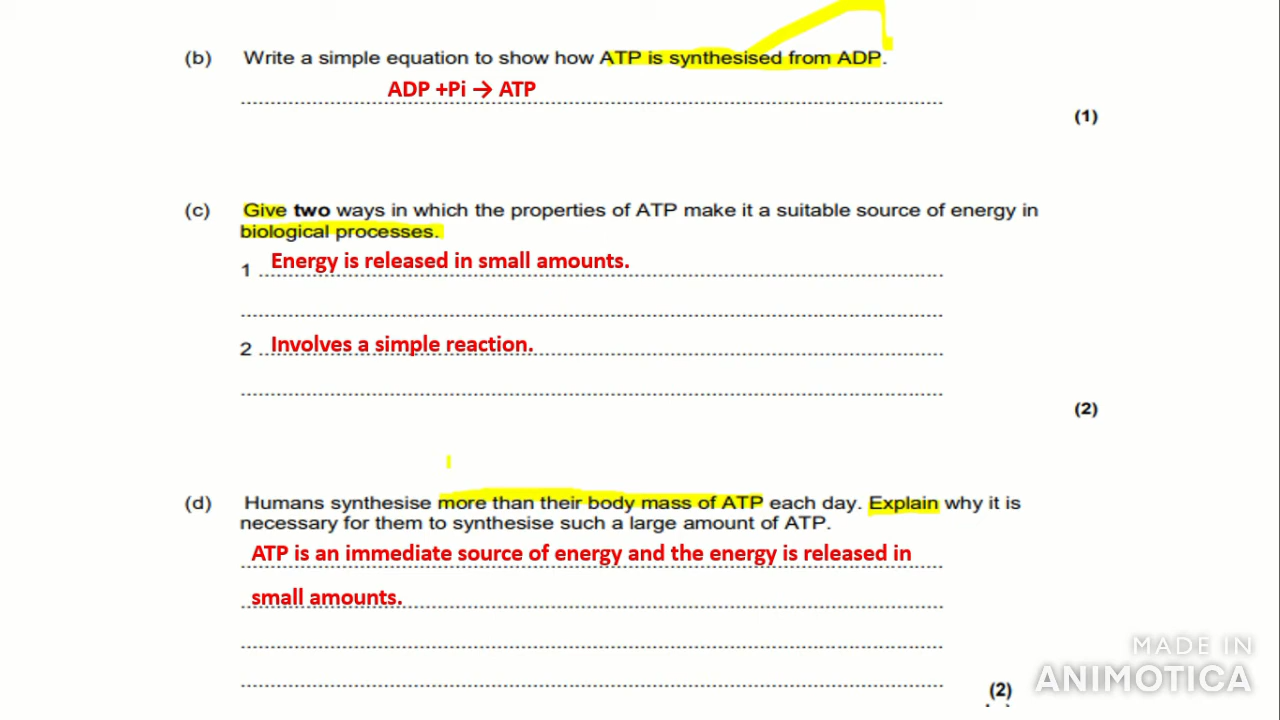 (b) Write a simple equation to show how ATP is synthesised from ADP.
ADP +Pi → ATP
(1)
(c) Give two ways in which the properties of ATP make it a suitable source of energy in
biological processes.
1 Energy is released in small amounts.
2 Involves a simple reaction.
(2)
(d) Humans synthesise more than their body mass of ATP each day. Explain why it is
necessary for them to synthesise such a large amount of ATP.
ATP is an immediate source of energy and the energy is released in
small amounts.
(2)
MADE IN
ANIMOTICA